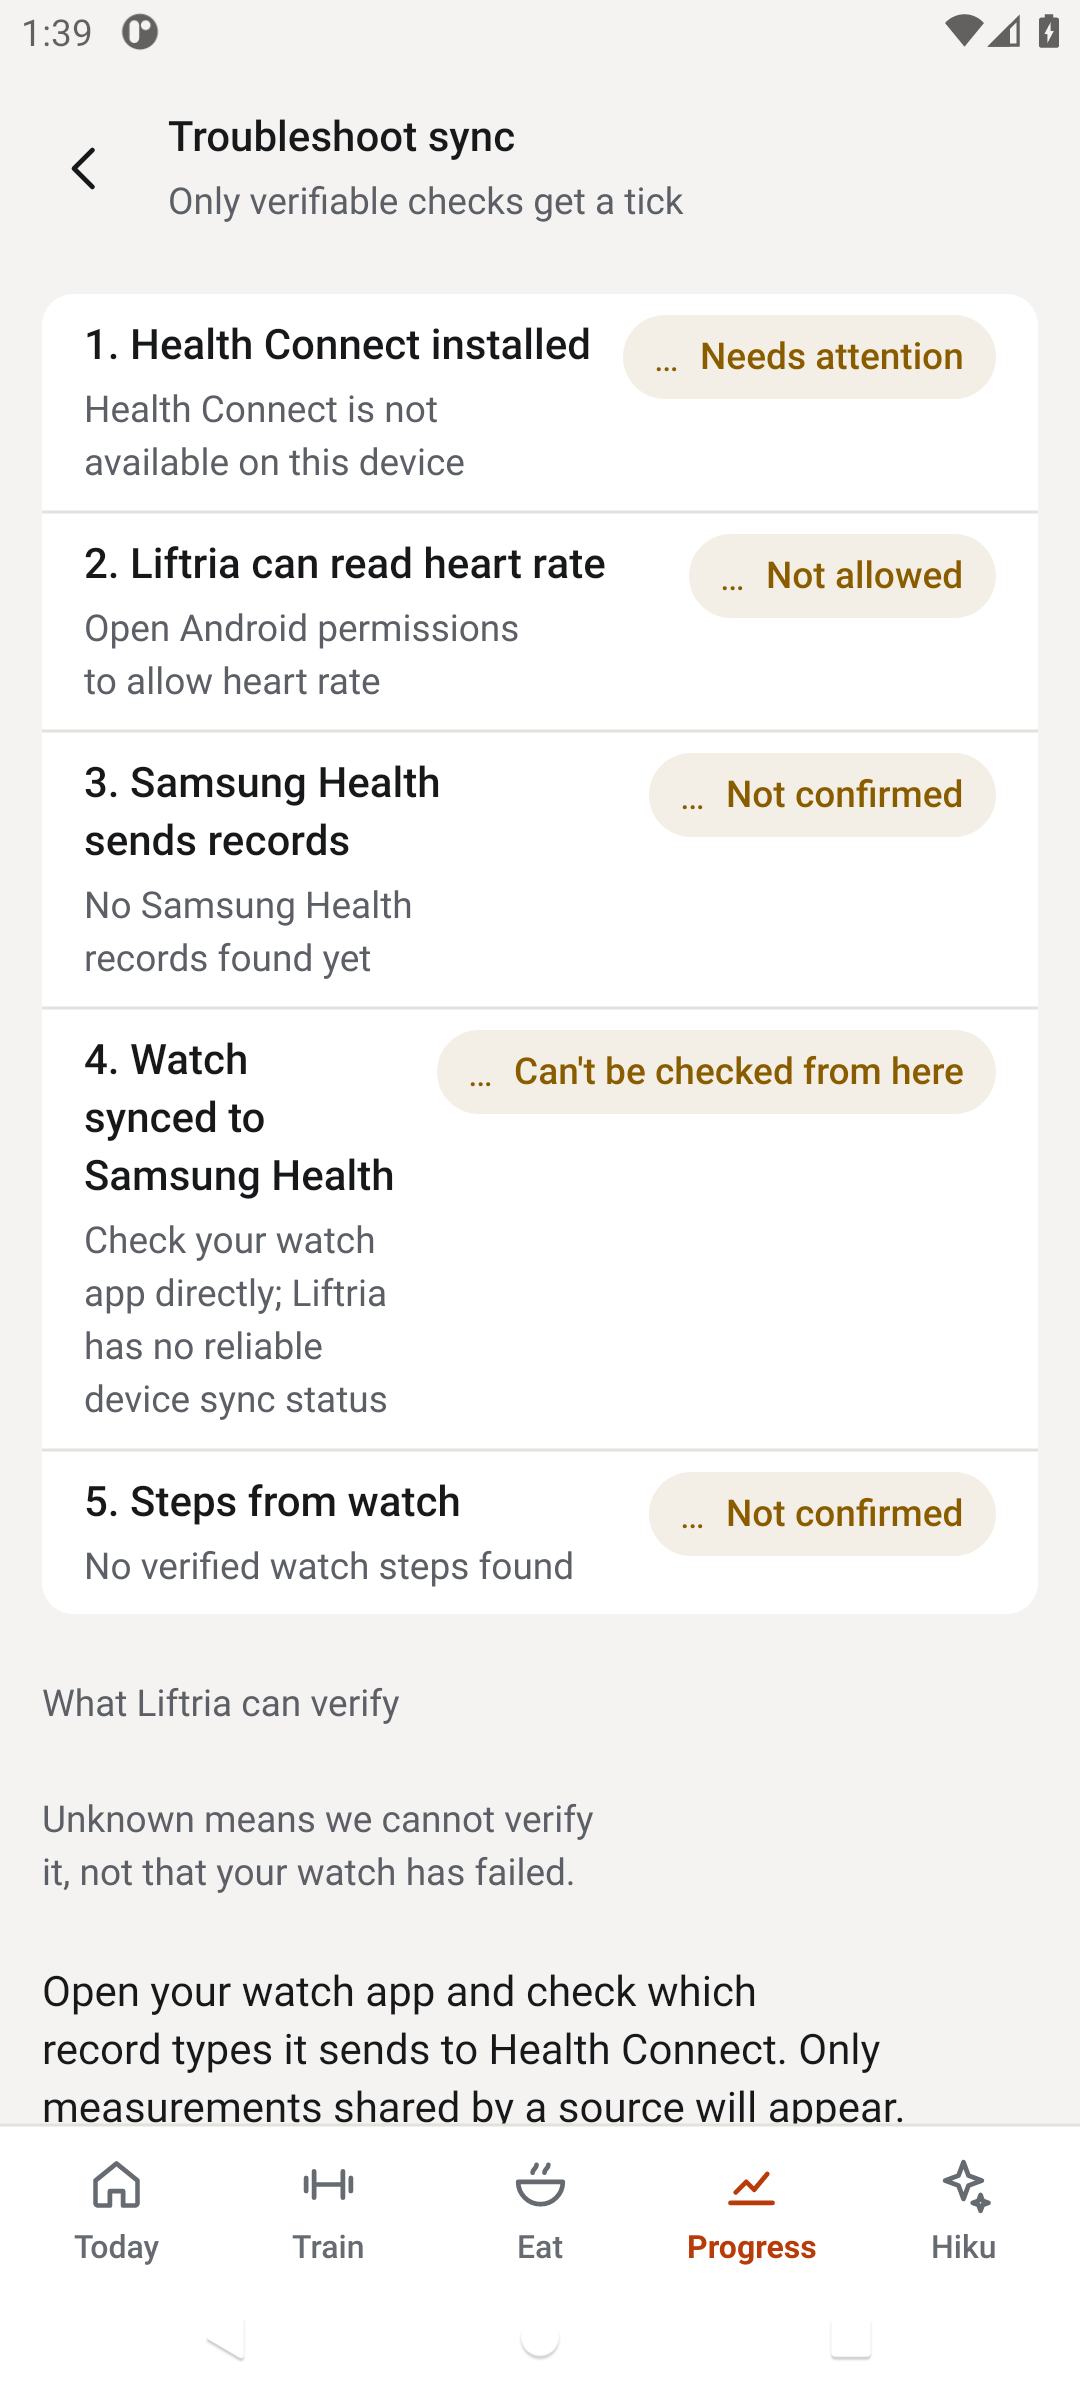 1:39
Troubleshoot sync
Only verifiable checks get a tick
1. Health Connect installed
... Needs attention
Health Connect is not
available on this device
2. Liftria can read heart rate
... Not allowed
Open Android permissions
to allow heart rate
3. Samsung Health
sends records
... Not confirmed
No Samsung Health
records found yet
4. Watch
synced to
Samsung Health
... Can't be checked from here
Check your watch
app directly; Liftria
has no reliable
device sync status
5. Steps from watch
... Not confirmed
No verified watch steps found
What Liftria can verify
Unknown means we cannot verify
it, not that your watch has failed.
Open your watch app and check which
record types it sends to Health Connect. Only
measurements shared by a source will appear.
Today
Train
Eat
Progress
Hiku